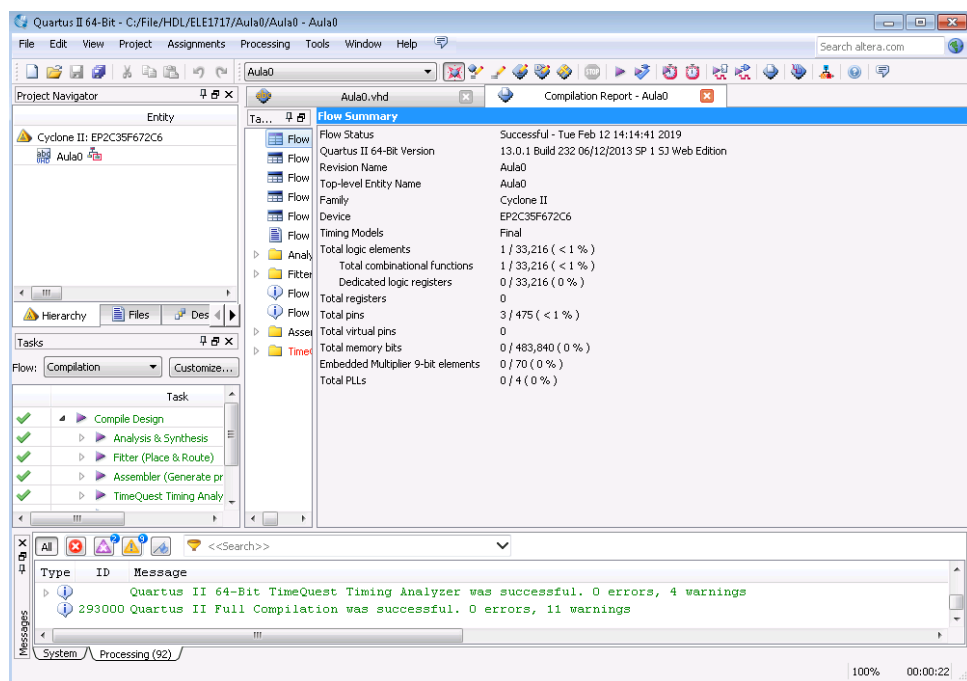 Quartus II 64-Bit - C:/File/HDL/ELE1717/Aula0/Aula0 - Aula0
File Edit View Project Assignments Processing Tools Window Help
Search altera.com
Aula0
Project Navigator
Entity
Cyclone II: EP2C35F672C6
abd
VHD
Aula0
Hierarchy Files Des
Tasks
Flow: Compilation Customize...
Task
Compile Design
Analysis & Synthesis
Fitter (Place & Route)
Assembler (Generate pr
TimeQuest Timing Analy
Aula0.vhd
Compilation Report - Aula0
Ta...
Flow
Flow
Flow
Flow
Flow
Flow
Analy
Fitter
Flow
Flow
Asse
Time
Flow Summary
Flow Status Successful - Tue Feb 12 14:14:41 2019
Quartus II 64-Bit Version 13.0.1 Build 232 06/12/2013 SP 1 SJ Web Edition
Revision Name Aula0
Top-level Entity Name Aula0
Family Cyclone II
Device EP2C35F672C6
Timing Models Final
Total logic elements 1 / 33,216 ( < 1 % )
Total combinational functions 1 / 33,216 ( < 1 % )
Dedicated logic registers 0 / 33,216 ( 0 % )
Total registers 0
Total pins 3 / 475 ( < 1 % )
Total virtual pins 0
Total memory bits 0 / 483,840 ( 0 % )
Embedded Multiplier 9-bit elements 0 / 70 ( 0 % )
Total PLLs 0 / 4 ( 0 % )
All 2 9 <<Search>>
Type ID Message
Quartus II 64-Bit TimeQuest Timing Analyzer was successful. 0 errors, 4 warnings
293000 Quartus II Full Compilation was successful. 0 errors, 11 warnings
Messages
System Processing (92)
100% 00:00:22